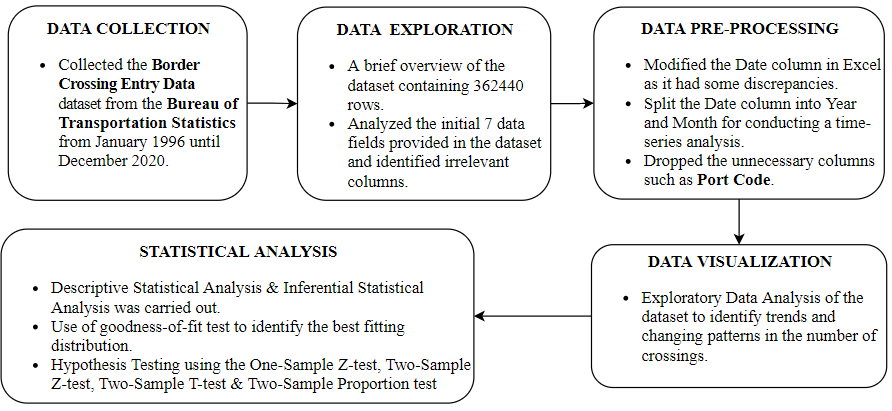 DATA COLLECTION
• Collected the Border
Crossing Entry Data
dataset from the Bureau of
Transportation Statistics
from January 1996 until
December 2020.
DATA EXPLORATION
• A brief overview of the
dataset containing 362440
rows.
• Analyzed the initial 7 data
fields provided in the dataset
and identified irrelevant
columns.
DATA PRE-PROCESSING
• Modified the Date column in Excel
as it had some discrepancies.
• Split the Date column into Year
and Month for conducting a time-
series analysis.
• Dropped the unnecessary columns
such as Port Code.
DATA VISUALIZATION
• Exploratory Data Analysis of the
dataset to identify trends and
changing patterns in the number of
crossings.
STATISTICAL ANALYSIS
• Descriptive Statistical Analysis & Inferential Statistical
Analysis was carried out.
• Use of goodness-of-fit test to identify the best fitting
distribution.
• Hypothesis Testing using the One-Sample Z-test, Two-Sample
Z-test, Two-Sample T-test & Two-Sample Proportion test